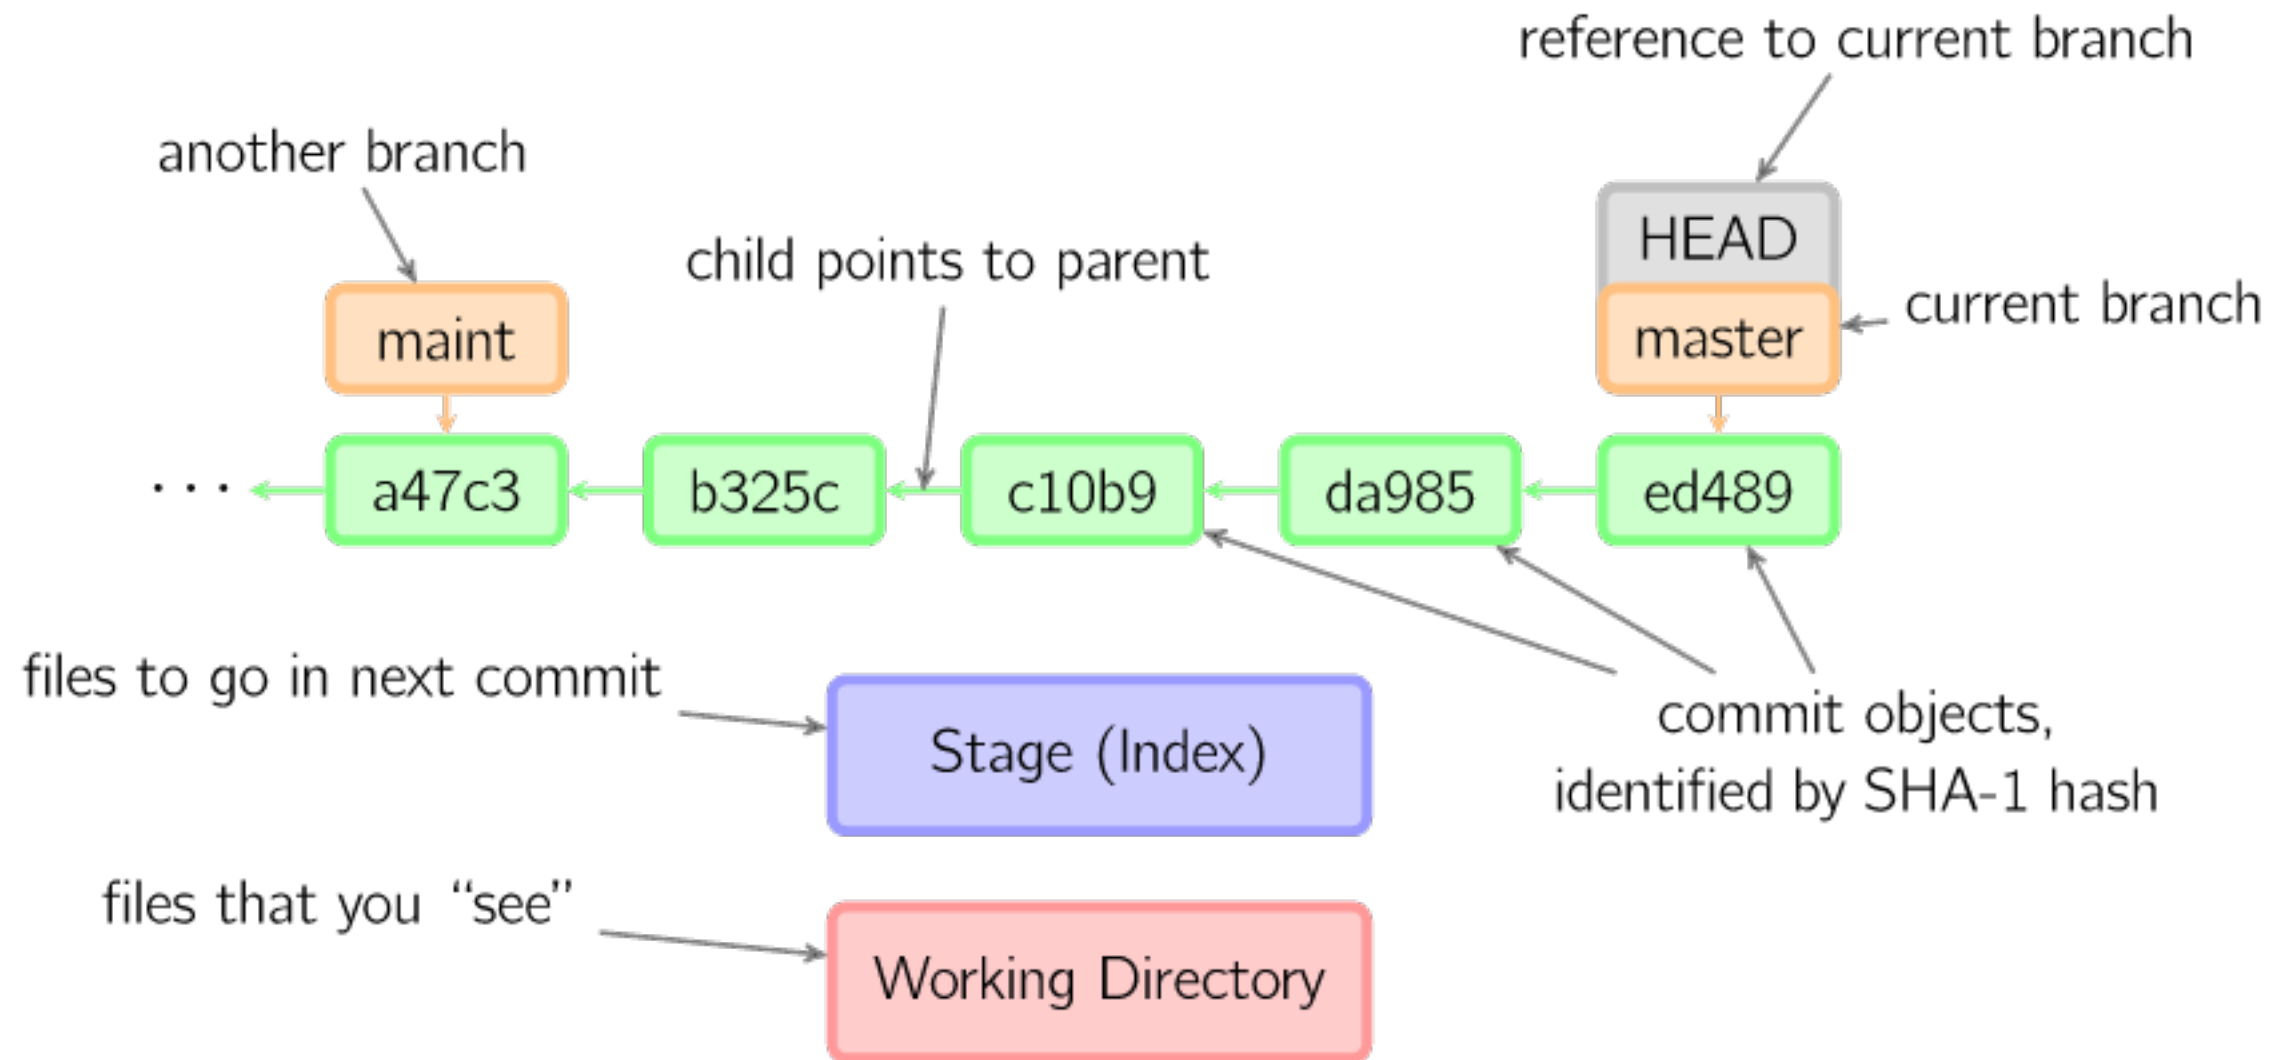 reference to current branch
another branch
HEAD
child points to parent
current branch
maint
master
. . .
a47c3
b325c
c10b9
da985
ed489
files to go in next commit
Stage (Index)
commit objects,
identified by SHA-1 hash
files that you “see”
Working Directory